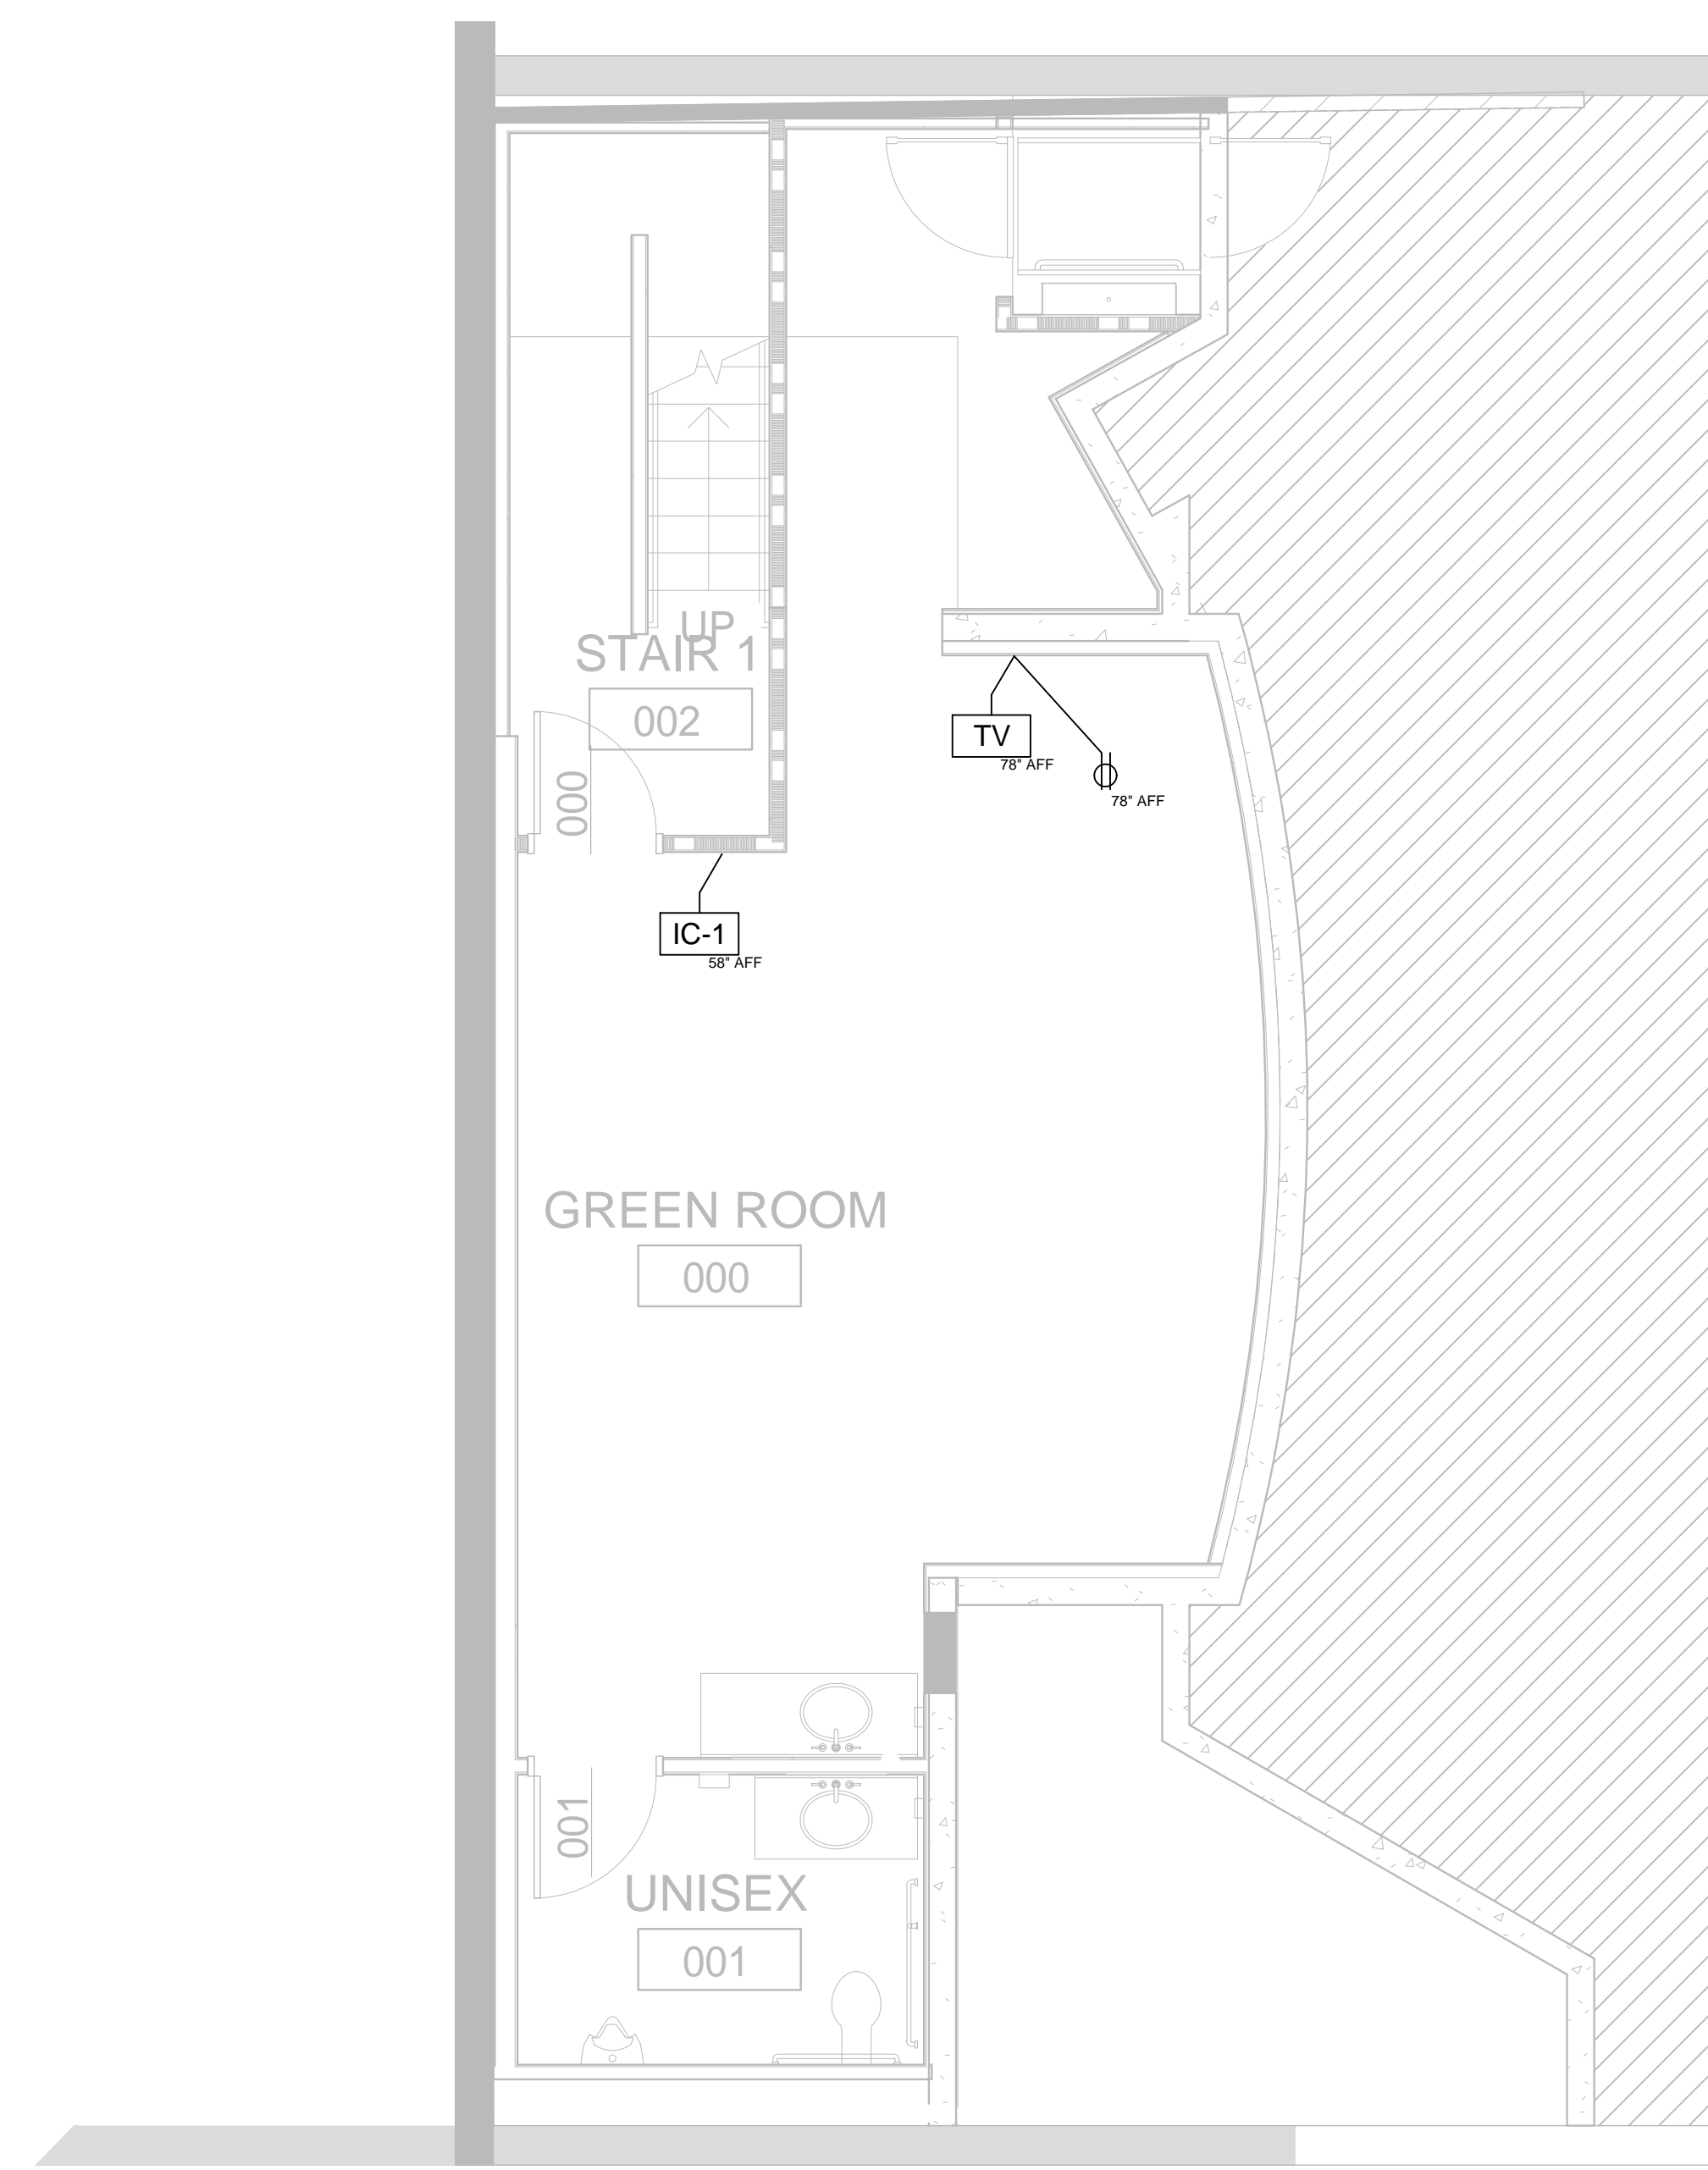 UP
STAIR 1
002
TV
78" AFF
78" AFF
000
IC-1
58" AFF
GREEN ROOM
000
001
UNISEX
001